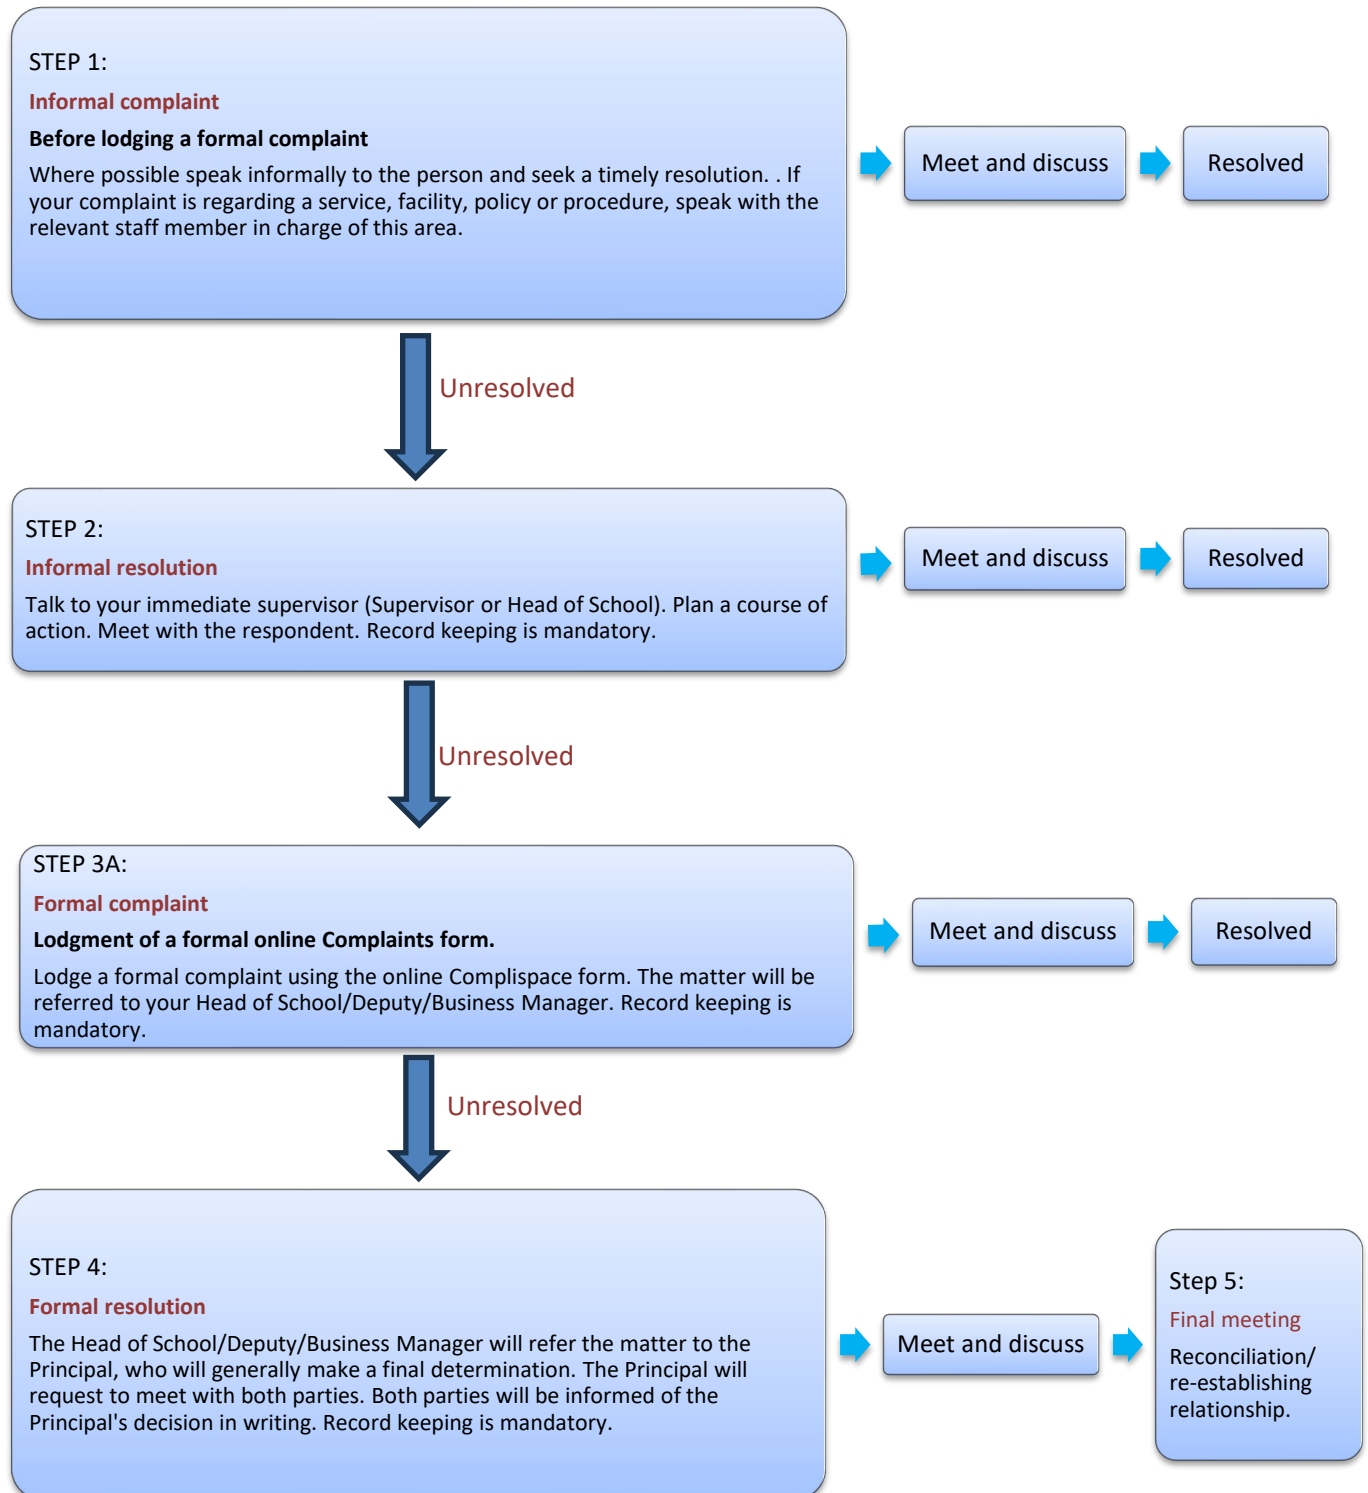 STEP 1:
Informal complaint
Before lodging a formal complaint
Where possible speak informally to the person and seek a timely resolution. . If
your complaint is regarding a service, facility, policy or procedure, speak with the
relevant staff member in charge of this area.
Meet and discuss
Resolved
Unresolved
STEP 2:
Informal resolution
Talk to your immediate supervisor (Supervisor or Head of School). Plan a course of
action. Meet with the respondent. Record keeping is mandatory.
Meet and discuss
Resolved
Unresolved
STEP 3A:
Formal complaint
Lodgment of a formal online Complaints form.
Lodge a formal complaint using the online Complispace form. The matter will be
referred to your Head of School/Deputy/Business Manager. Record keeping is
mandatory.
Meet and discuss
Resolved
Unresolved
STEP 4:
Formal resolution
The Head of School/Deputy/Business Manager will refer the matter to the
Principal, who will generally make a final determination. The Principal will
request to meet with both parties. Both parties will be informed of the
Principal's decision in writing. Record keeping is mandatory.
Meet and discuss
Step 5:
Final meeting
Reconciliation/
re-establishing
relationship.